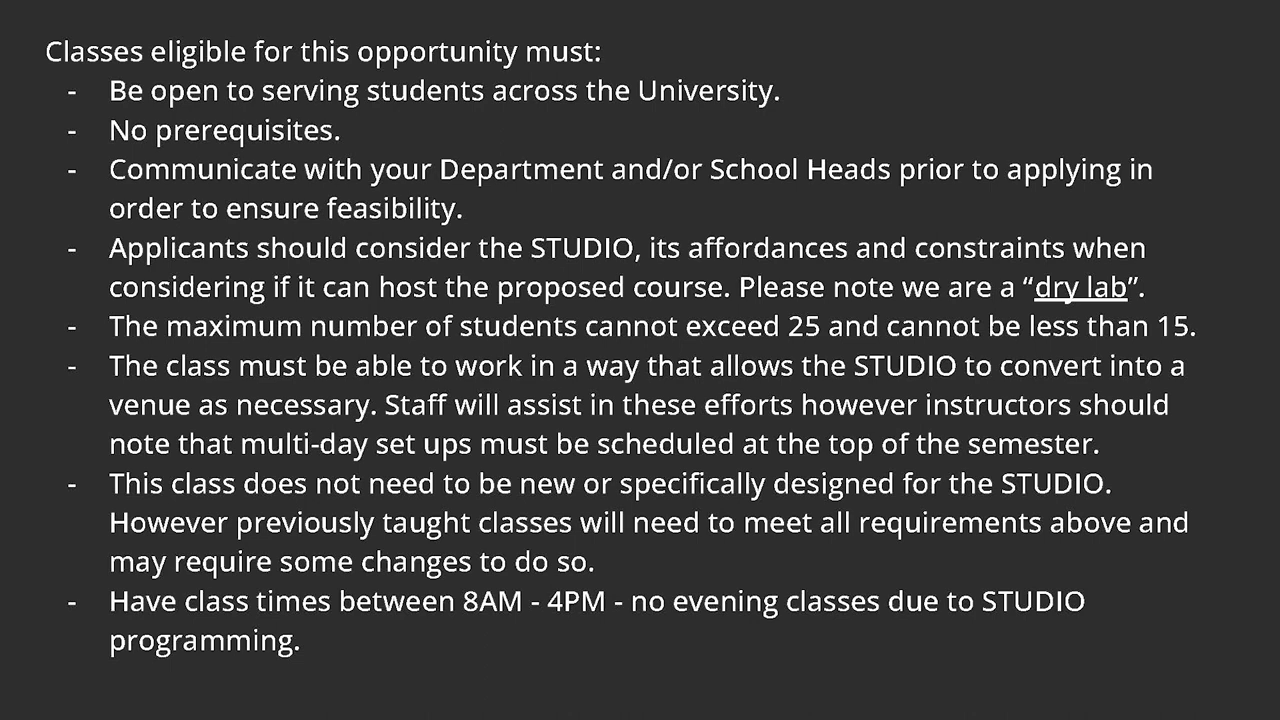 Classes eligible for this opportunity must:
- Be open to serving students across the University.
- No prerequisites.
- Communicate with your Department and/or School Heads prior to applying in
order to ensure feasibility.
- Applicants should consider the STUDIO, its affordances and constraints when
considering if it can host the proposed course. Please note we are a “dry lab”.
- The maximum number of students cannot exceed 25 and cannot be less than 15.
- The class must be able to work in a way that allows the STUDIO to convert into a
venue as necessary. Staff will assist in these efforts however instructors should
note that multi-day set ups must be scheduled at the top of the semester.
- This class does not need to be new or specifically designed for the STUDIO.
However previously taught classes will need to meet all requirements above and
may require some changes to do so.
- Have class times between 8AM - 4PM - no evening classes due to STUDIO
programming.